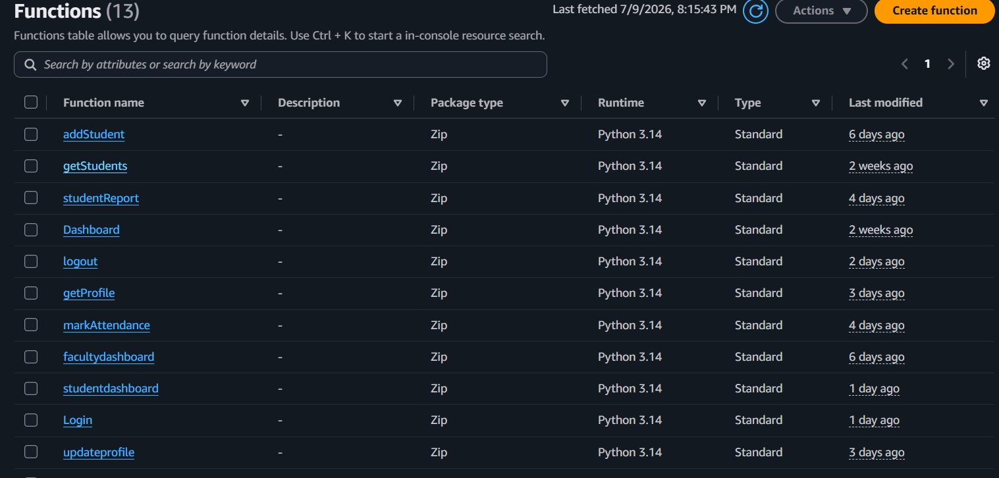 Functions (13) Last fetched 7/9/2026, 8:15:43 PM Actions Create function
Functions table allows you to query function details. Use Ctrl + K to start a in-console resource search.
Search by attributes or search by keyword 1
Function name Description Package type Runtime Type Last modified
addStudent - Zip Python 3.14 Standard 6 days ago
getStudents - Zip Python 3.14 Standard 2 weeks ago
studentReport - Zip Python 3.14 Standard 4 days ago
Dashboard - Zip Python 3.14 Standard 2 weeks ago
logout - Zip Python 3.14 Standard 2 days ago
getProfile - Zip Python 3.14 Standard 3 days ago
markAttendance - Zip Python 3.14 Standard 4 days ago
facultydashboard - Zip Python 3.14 Standard 6 days ago
studentdashboard - Zip Python 3.14 Standard 1 day ago
Login - Zip Python 3.14 Standard 1 day ago
updateprofile - Zip Python 3.14 Standard 3 days ago